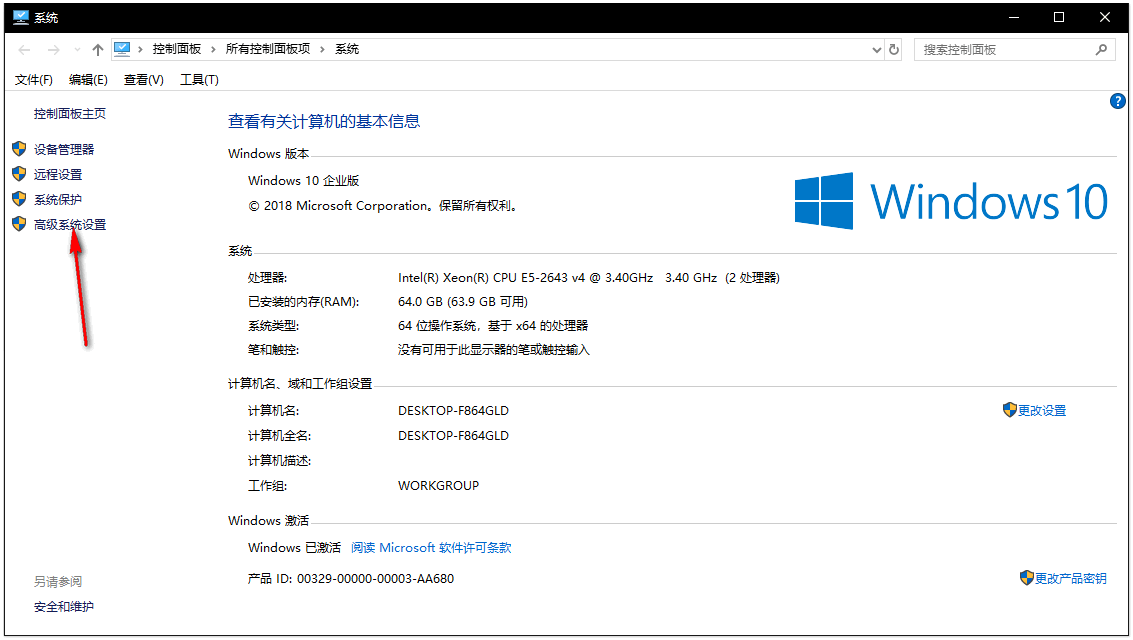 系统
控制面板 › 所有控制面板项 › 系统
搜索控制面板
文件(F) 编辑(E) 查看(V) 工具(T)
控制面板主页
设备管理器
远程设置
系统保护
高级系统设置
?
查看有关计算机的基本信息
Windows 版本
Windows 10 企业版
© 2018 Microsoft Corporation。保留所有权利。
Windows 10
系统
处理器: Intel(R) Xeon(R) CPU E5-2643 v4 @ 3.40GHz 3.40 GHz (2 处理器)
已安装的内存(RAM): 64.0 GB (63.9 GB 可用)
系统类型: 64 位操作系统，基于 x64 的处理器
笔和触控: 没有可用于此显示器的笔或触控输入
计算机名、域和工作组设置
计算机名: DESKTOP-F864GLD 更改设置
计算机全名: DESKTOP-F864GLD
计算机描述:
工作组: WORKGROUP
Windows 激活
Windows 已激活 阅读 Microsoft 软件许可条款
产品 ID: 00329-00000-00003-AA680 更改产品密钥
另请参阅
安全和维护